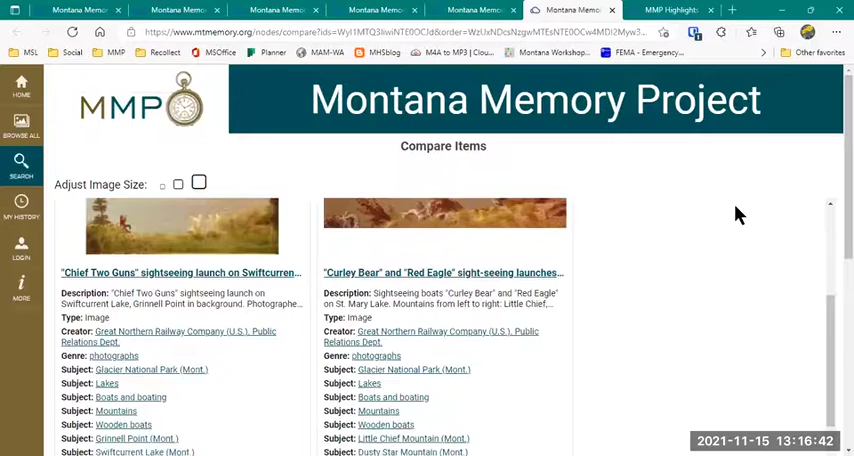 Montana Memo
Montana Memo
Montana Memo
Montana Memo
Montana Memo
Montana Memo
MMP Highlights
https://www.mtmemory.org/nodes/compare?ids=
MSL
Social
MMP
Recollect
MSOffice
Planner
MAM-WA
MHSblog
M4A to MP3 | Clou...
Montana Workshop...
FEMA - Emergency...
Other favorites
HOME
BROWSE ALL
SEARCH
MY HISTORY
LOGIN
MORE
MMP
Montana Memory Project
Compare Items
Adjust Image Size:
"Chief Two Guns" sightseeing launch on Swiftcurren...
Description: "Chief Two Guns" sightseeing launch on
Swiftcurrent Lake, Grinnell Point in background. Photographe...
Type: Image
Creator: Great Northern Railway Company (U.S.). Public
Relations Dept.
Genre: photographs
Subject: Glacier National Park (Mont.)
Subject: Lakes
Subject: Boats and boating
Subject: Mountains
Subject: Wooden boats
Subject: Grinnell Point (Mont.)
Subject: Swiftcurrent Lake (Mont.)
"Curley Bear" and "Red Eagle" sight-seeing launches...
Description: Sightseeing boats "Curley Bear" and "Red Eagle"
on St. Mary Lake. Mountains from left to right: Little Chief,...
Type: Image
Creator: Great Northern Railway Company (U.S.). Public
Relations Dept.
Genre: photographs
Subject: Glacier National Park (Mont.)
Subject: Lakes
Subject: Boats and boating
Subject: Mountains
Subject: Wooden boats
Subject: Little Chief Mountain (Mont.)
Subject: Dusty Star Mountain (Mont.)
2021-11-15 13:16:42